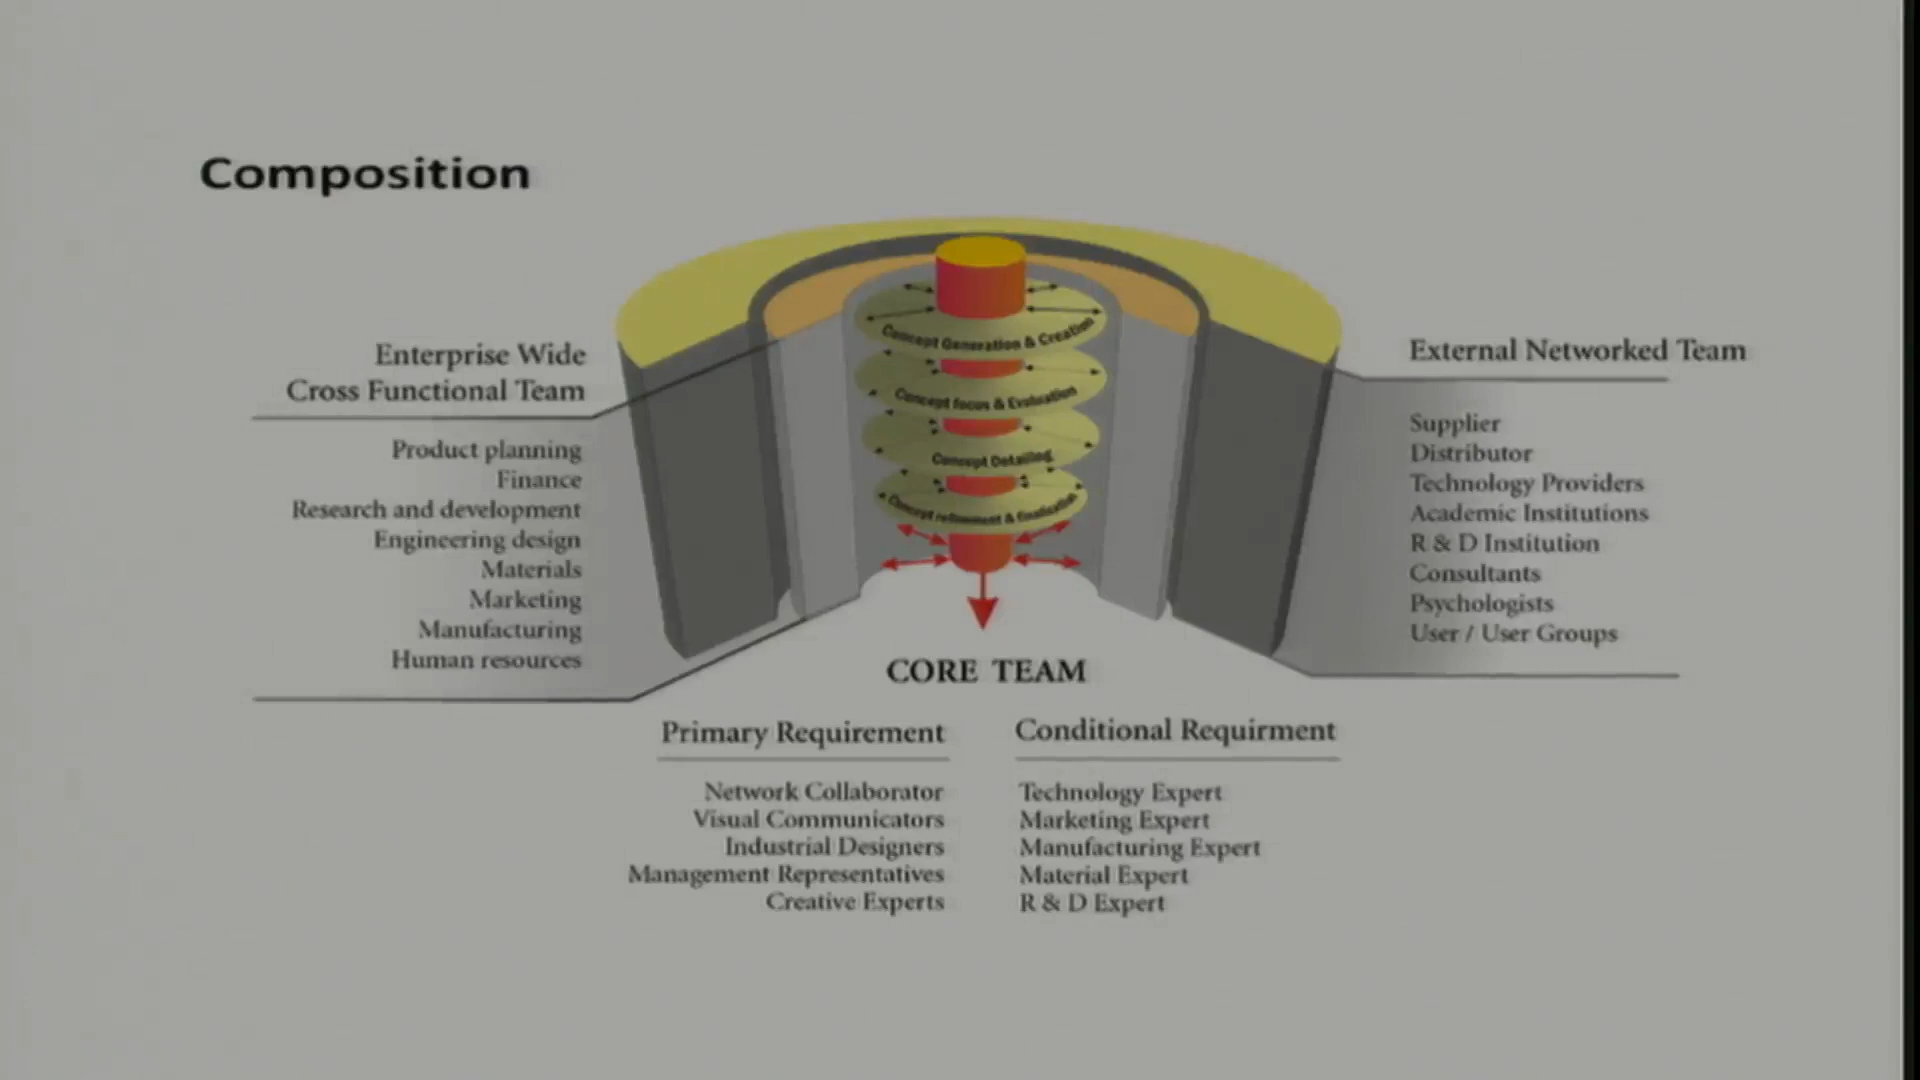 Composition
Enterprise Wide
Cross Functional Team
Product planning
Finance
Research and development
Engineering design
Materials
Marketing
Manufacturing
Human resources
Concept Generation & Creation
Concept focus & Evaluation
Concept Detailing
Concept refinement & finalization
External Networked Team
Supplier
Distributor
Technology Providers
Academic Institutions
R & D Institution
Consultants
Psychologists
User / User Groups
CORE TEAM
Primary Requirement
Network Collaborator
Visual Communicators
Industrial Designers
Management Representatives
Creative Experts
Conditional Requirment
Technology Expert
Marketing Expert
Manufacturing Expert
Material Expert
R & D Expert